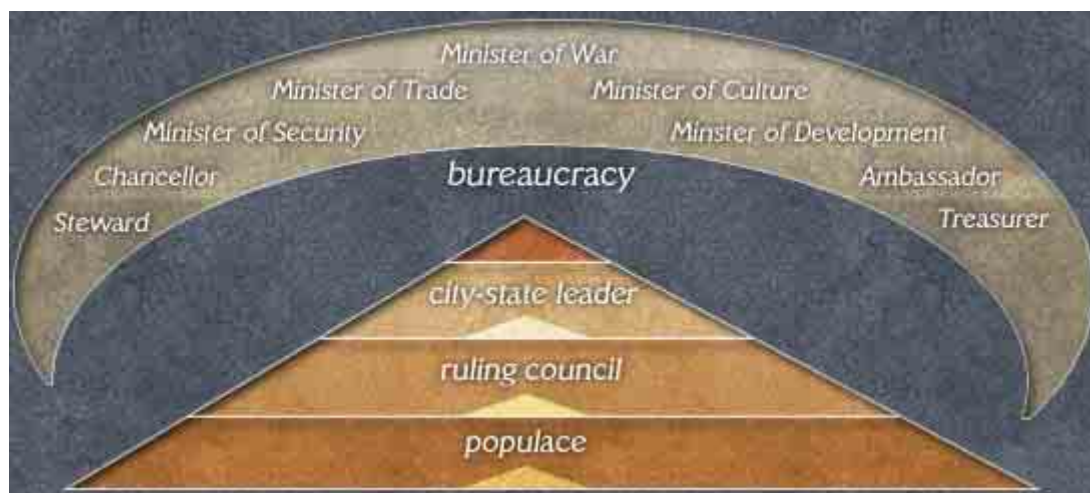 Minister of War
Minister of Trade Minister of Culture
Minister of Security Minster of Development
Chancellor bureaucracy Ambassador
Steward Treasurer
city-state leader
ruling council
populace